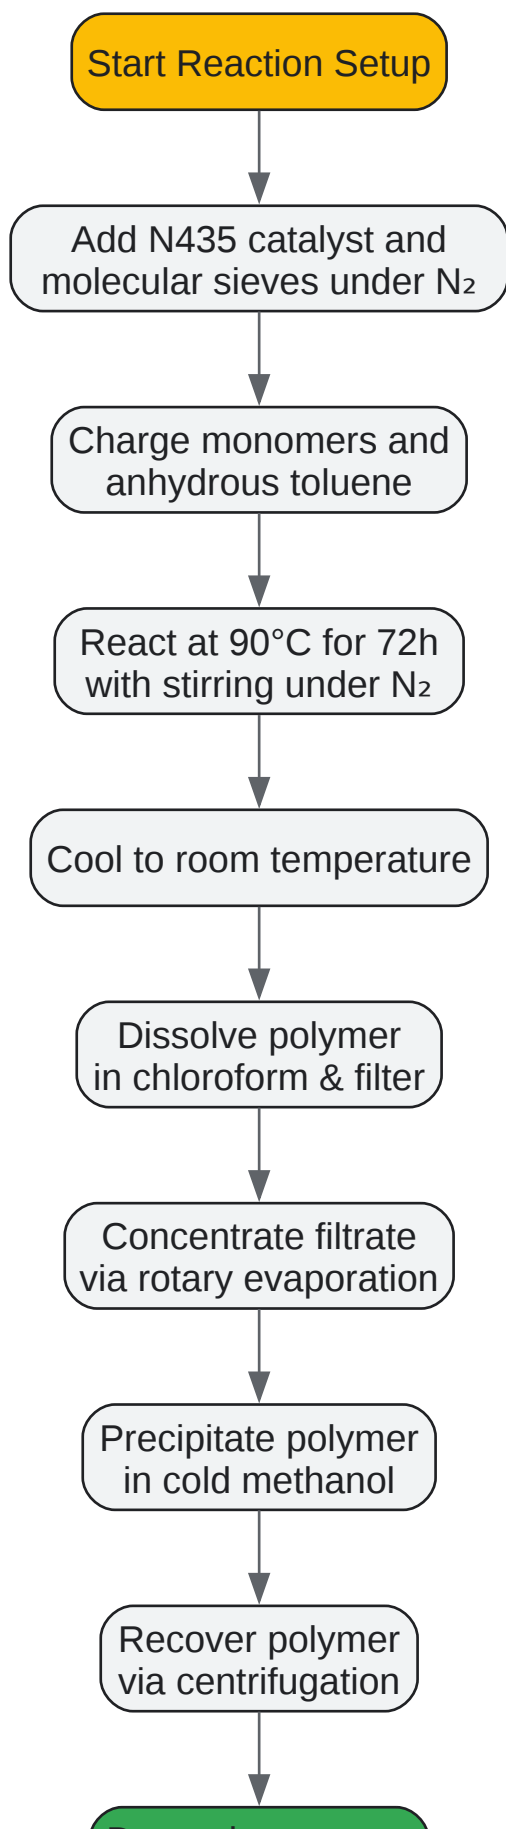 Start Reaction Setup
Add N435 catalyst and
molecular sieves under N₂
Charge monomers and
anhydrous toluene
React at 90°C for 72h
with stirring under N₂
Cool to room temperature
Dissolve polymer
in chloroform & filter
Concentrate filtrate
via rotary evaporation
Precipitate polymer
in cold methanol
Recover polymer
via centrifugation